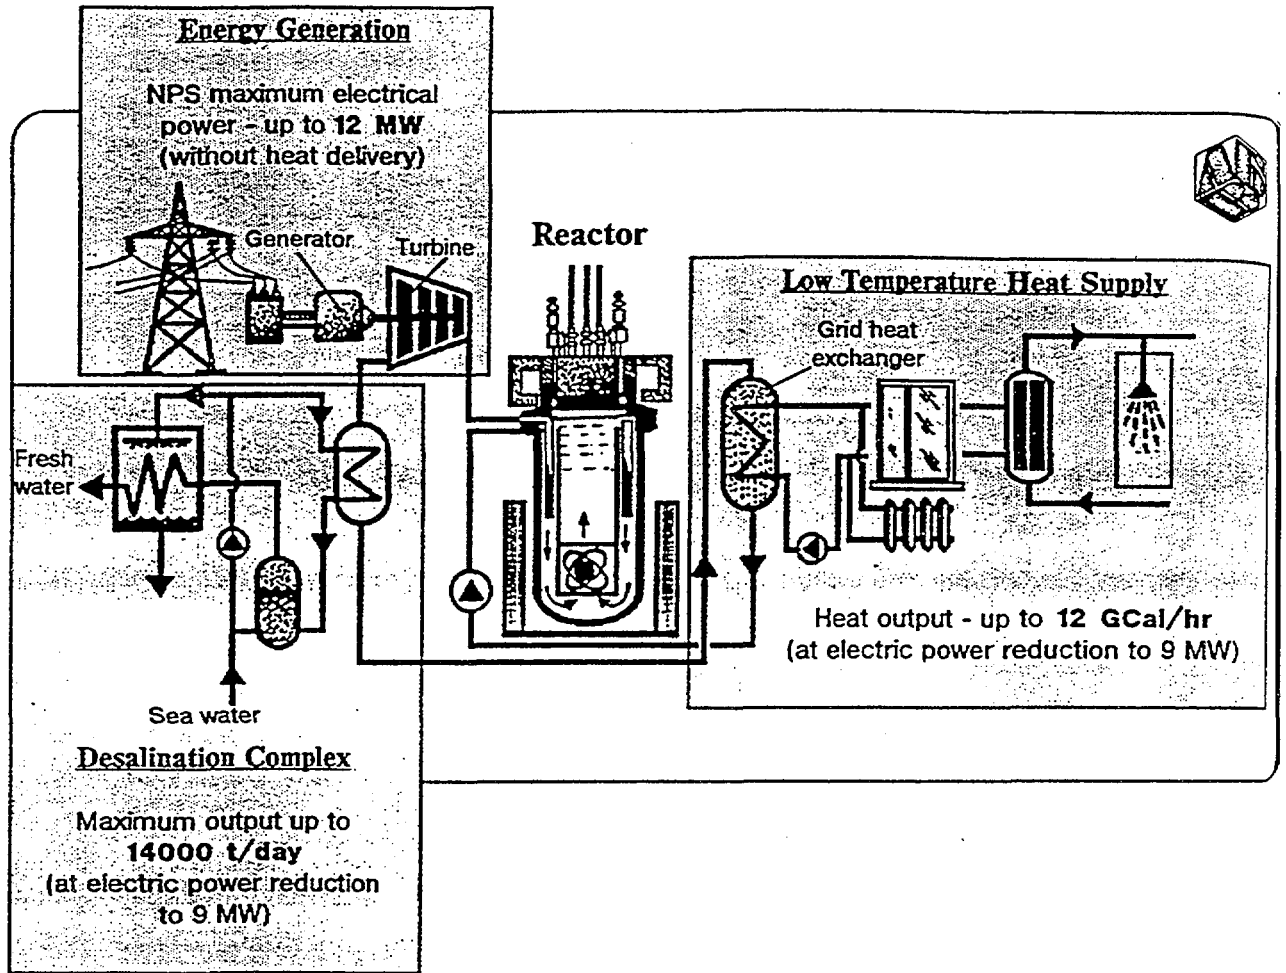 Energy Generation
NPS maximum electrical
power - up to 12 MW
(without heat delivery)
Generator
Turbine
Reactor
Low Temperature Heat Supply
Grid heat
exchanger
Fresh
water
Heat output - up to 12 GCal/hr
(at electric power reduction to 9 MW)
Sea water
Desalination Complex
Maximum output up to
14000 t/day
(at electric power reduction
to 9 MW)